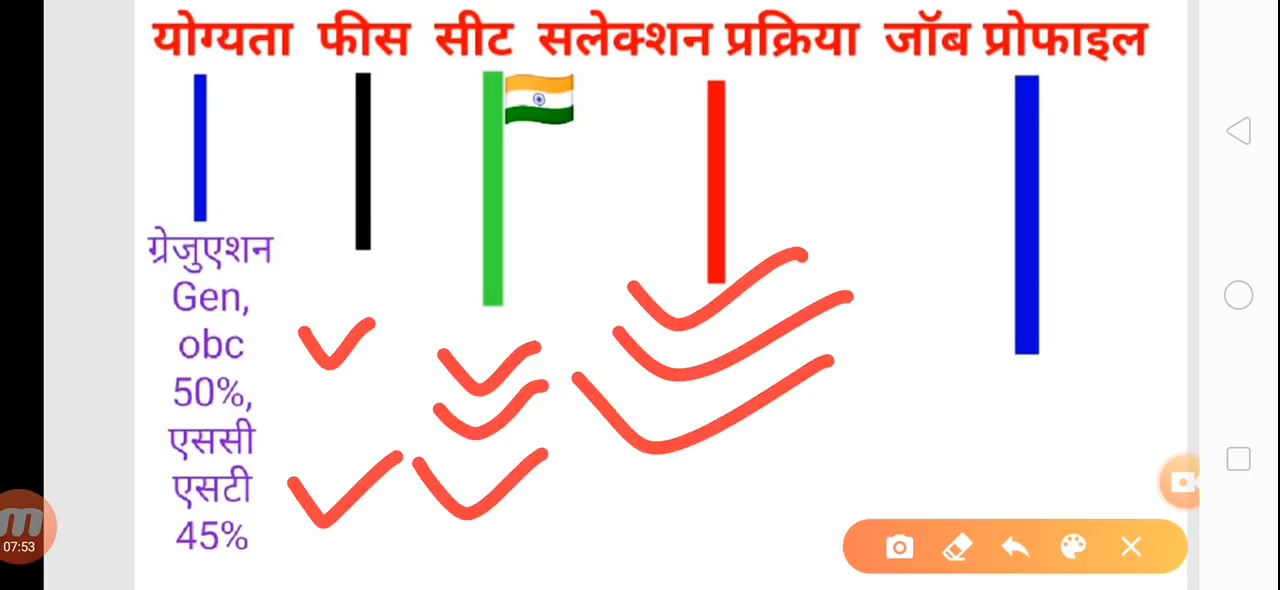 योग्यता फीस सीट सलेक्शन प्रक्रिया जॉब प्रोफाइल
ग्रेजुएशन
Gen,
obc
50%,
एससी
एसटी
45%
m
07:53